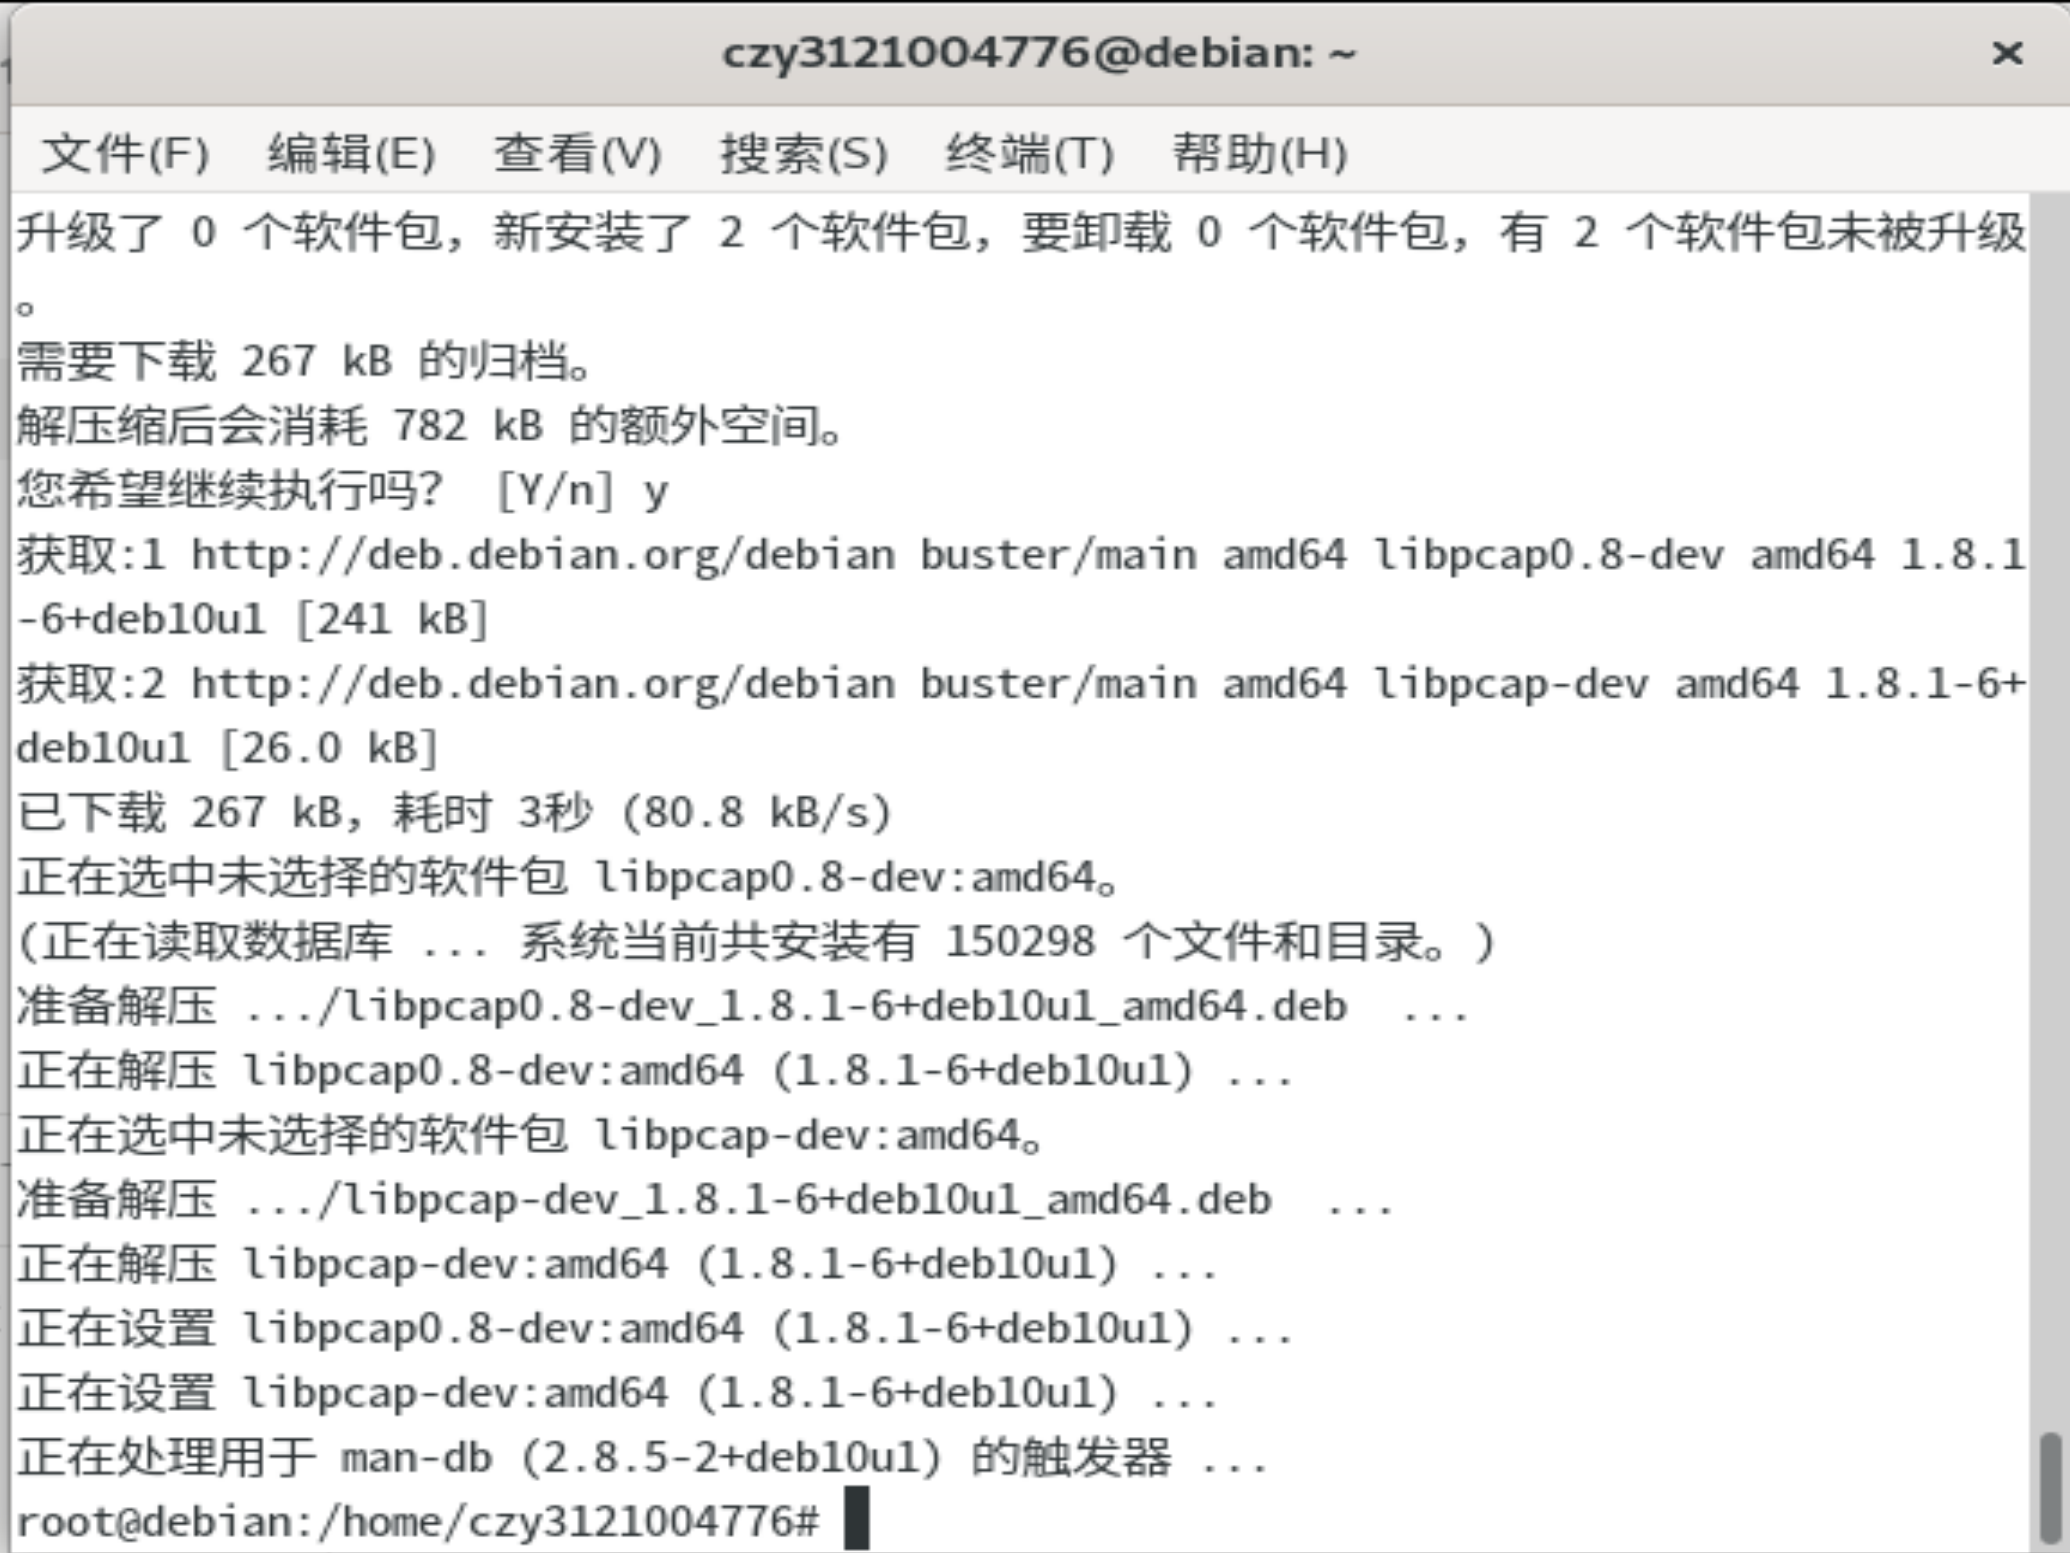 czy3121004776@debian: ~
文件(F) 编辑(E) 查看(V) 搜索(S) 终端(T) 帮助(H)
升级了 0 个软件包，新安装了 2 个软件包，要卸载 0 个软件包，有 2 个软件包未被升级
。
需要下载 267 kB 的归档。
解压缩后会消耗 782 kB 的额外空间。
您希望继续执行吗？ [Y/n] y
获取:1 http://deb.debian.org/debian buster/main amd64 libpcap0.8-dev amd64 1.8.1
-6+deb10u1 [241 kB]
获取:2 http://deb.debian.org/debian buster/main amd64 libpcap-dev amd64 1.8.1-6+
deb10u1 [26.0 kB]
已下载 267 kB，耗时 3秒 (80.8 kB/s)
正在选中未选择的软件包 libpcap0.8-dev:amd64。
(正在读取数据库 ... 系统当前共安装有 150298 个文件和目录。)
准备解压 .../libpcap0.8-dev_1.8.1-6+deb10u1_amd64.deb  ...
正在解压 libpcap0.8-dev:amd64 (1.8.1-6+deb10u1) ...
正在选中未选择的软件包 libpcap-dev:amd64。
准备解压 .../libpcap-dev_1.8.1-6+deb10u1_amd64.deb  ...
正在解压 libpcap-dev:amd64 (1.8.1-6+deb10u1) ...
正在设置 libpcap0.8-dev:amd64 (1.8.1-6+deb10u1) ...
正在设置 libpcap-dev:amd64 (1.8.1-6+deb10u1) ...
正在处理用于 man-db (2.8.5-2+deb10u1) 的触发器 ...
root@debian:/home/czy3121004776#